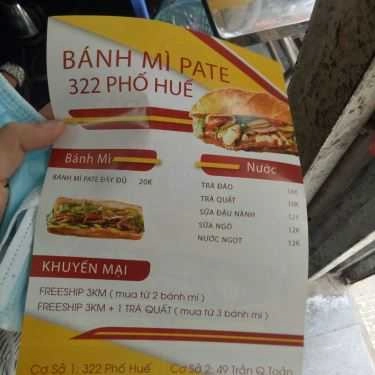 BÁNH MÌ PATE
322 PHỐ HUẾ
Bánh Mì
BÁNH MÌ PATE ĐẦY ĐỦ 20K
Nước
TRÀ ĐÀO
TRÀ QUẤT
SỮA ĐẬU NÀNH 12K
SỮA NGÔ 12K
NƯỚC NGỌT 12K
KHUYẾN MẠI
FREESHIP 3KM ( mua từ 2 bánh mì )
FREESHIP 3KM + 1 TRÀ QUẤT ( mua từ 3 bánh mì )
Cơ Sở 1: 322 Phố Huế
Cơ Sở 2: 49 Trần Q Toản